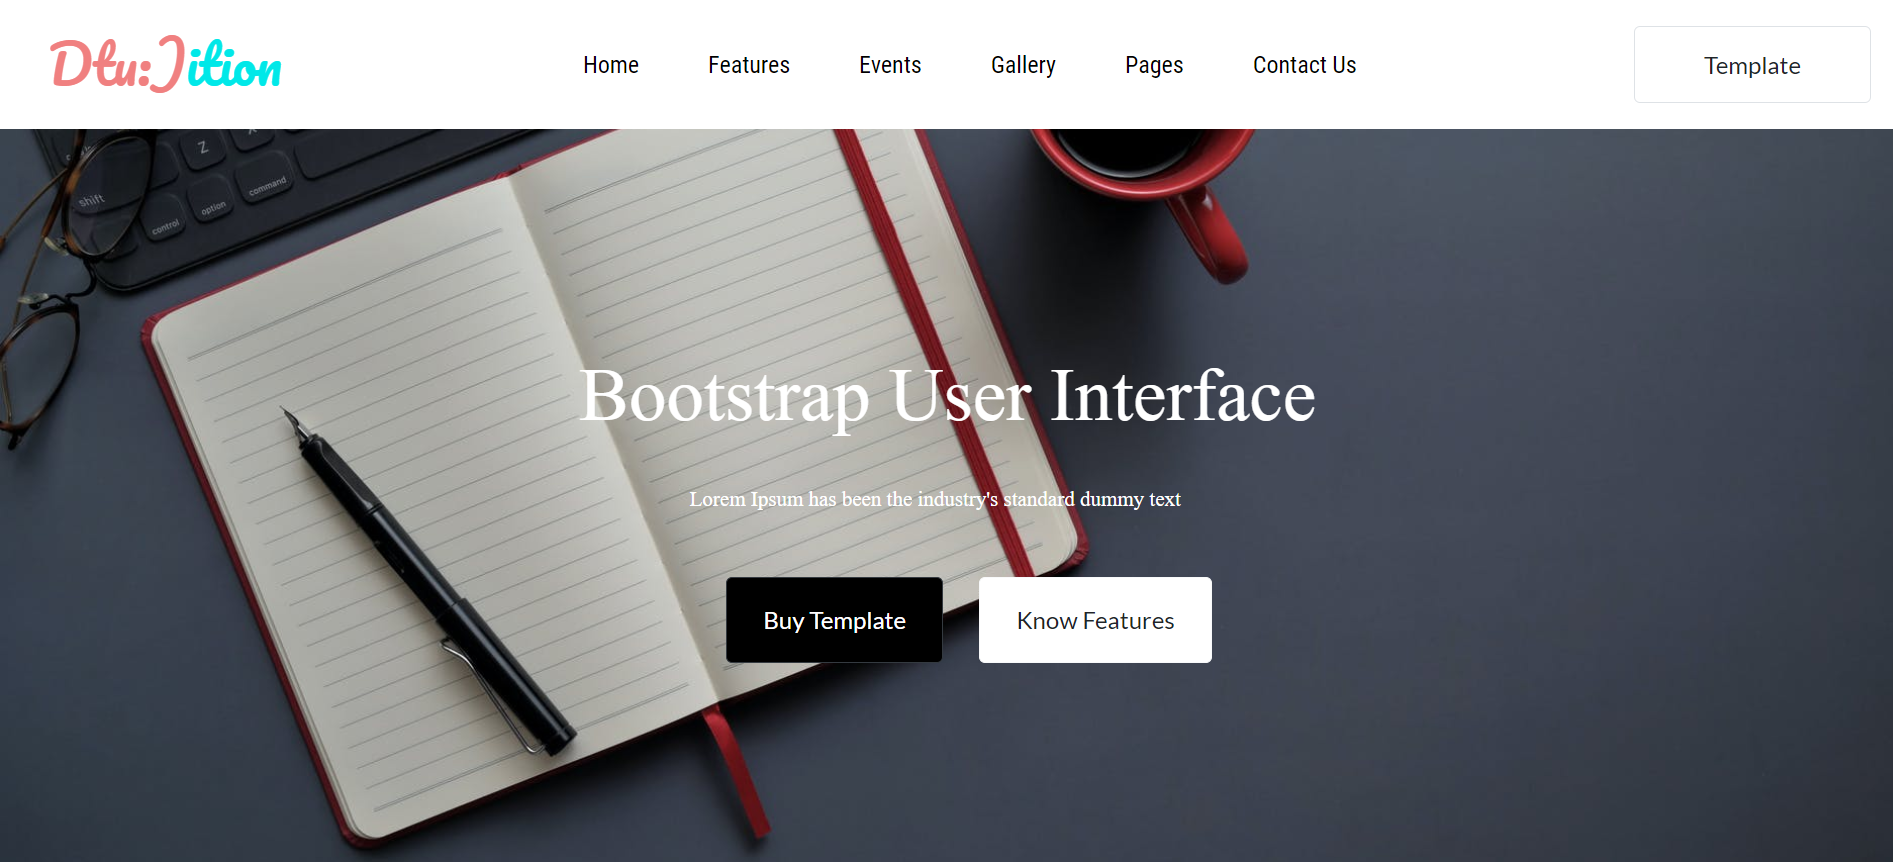 Dtu:Jition
Home Features Events Gallery Pages Contact Us
Template
Z
shift
control option command
Bootstrap User Interface
Lorem Ipsum has been the industry's standard dummy text
Buy Template Know Features